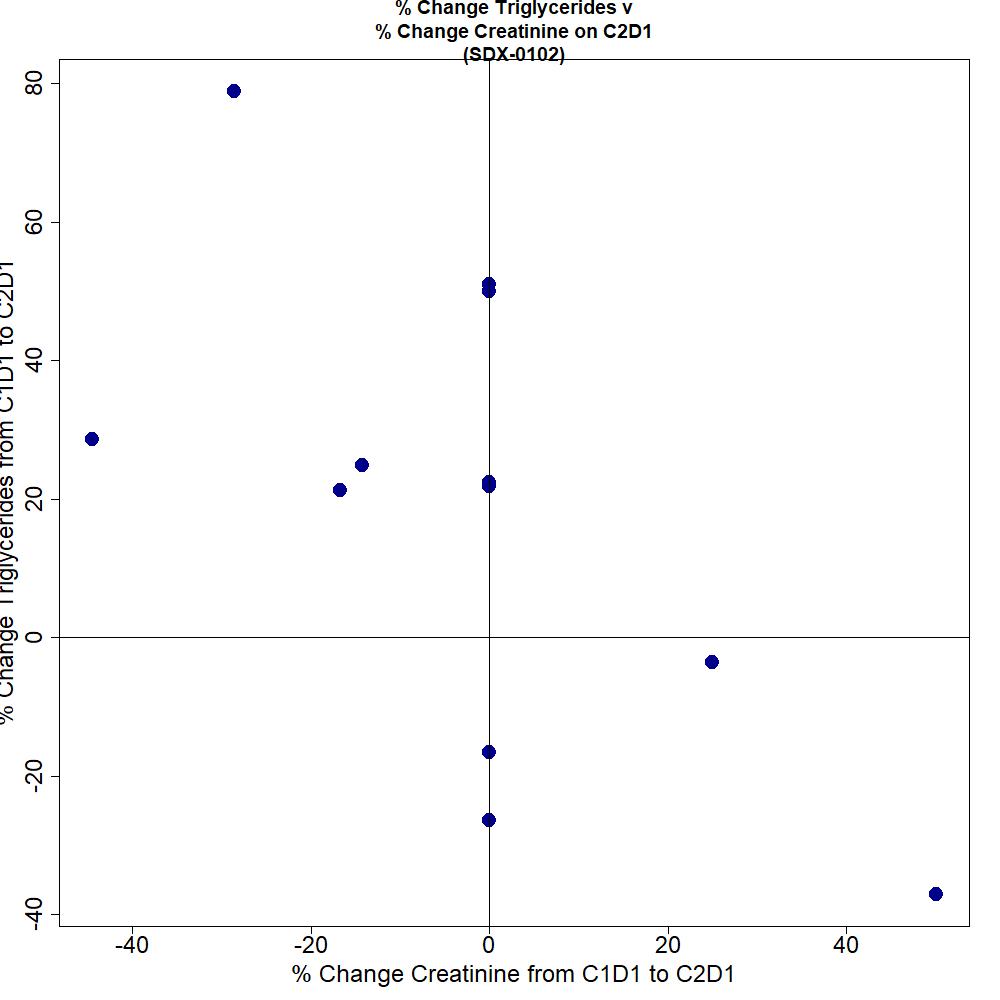 % Change Triglycerides v
% Change Creatinine on C2D1
(SDX-0102)
% Change Triglycerides from C1D1 to C2D1
80
60
40
20
0
-20
-40
-40
-20
0
20
40
% Change Creatinine from C1D1 to C2D1